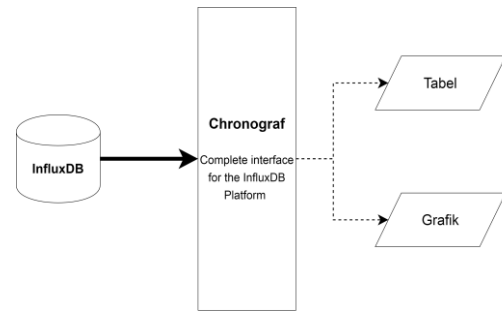 InfluxDB
Chronograf
Complete interface
for the InfluxDB
Platform
Tabel
Grafik